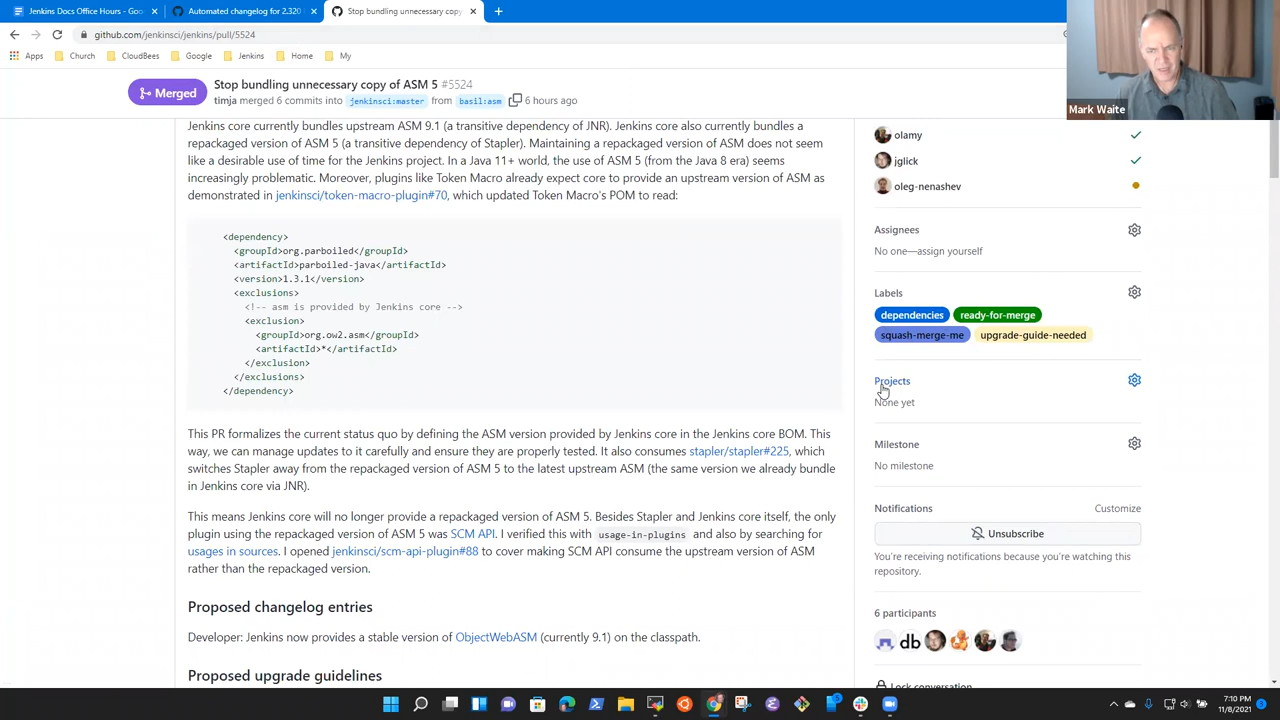 Jenkins Docs Office Hours - Goo
Automated changelog for 2.320
Stop bundling unnecessary copy
github.com/jenkinsci/jenkins/pull/5524
Apps
Church
CloudBees
Google
Jenkins
Home
My
Mark Waite
Merged
Stop bundling unnecessary copy of ASM 5 #5524
timja merged 6 commits into jenkinsci:master from basil:asm 6 hours ago
Jenkins core currently bundles upstream ASM 9.1 (a transitive dependency of JNR). Jenkins core also currently bundles a
repackaged version of ASM 5 (a transitive dependency of Stapler). Maintaining a repackaged version of ASM does not seem
like a desirable use of time for the Jenkins project. In a Java 11+ world, the use of ASM 5 (from the Java 8 era) seems
increasingly problematic. Moreover, plugins like Token Macro already expect core to provide an upstream version of ASM as
demonstrated in jenkinsci/token-macro-plugin#70, which updated Token Macro's POM to read:
<dependency>
<groupId>org.parboiled</groupId>
<artifactId>parboiled-java</artifactId>
<version>1.3.1</version>
<exclusions>
<!-- asm is provided by Jenkins core -->
<exclusion>
<groupId>org.ow2.asm</groupId>
<artifactId>*</artifactId>
</exclusion>
</exclusions>
</dependency>
This PR formalizes the current status quo by defining the ASM version provided by Jenkins core in the Jenkins core BOM. This
way, we can manage updates to it carefully and ensure they are properly tested. It also consumes stapler/stapler#225, which
switches Stapler away from the repackaged version of ASM 5 to the latest upstream ASM (the same version we already bundle
in Jenkins core via JNR).
This means Jenkins core will no longer provide a repackaged version of ASM 5. Besides Stapler and Jenkins core itself, the only
plugin using the repackaged version of ASM 5 was SCM API. I verified this with usage-in-plugins and also by searching for
usages in sources. I opened jenkinsci/scm-api-plugin#88 to cover making SCM API consume the upstream version of ASM
rather than the repackaged version.
Proposed changelog entries
Developer: Jenkins now provides a stable version of ObjectWebASM (currently 9.1) on the classpath.
Proposed upgrade guidelines
olamy
jglick
oleg-nenashev
Assignees
No one—assign yourself
Labels
dependencies
ready-for-merge
squash-merge-me
upgrade-guide-needed
Projects
None yet
Milestone
No milestone
Notifications
Customize
Unsubscribe
You're receiving notifications because you're watching this
repository.
6 participants
db
Lock conversation
7:10 PM
11/8/2021